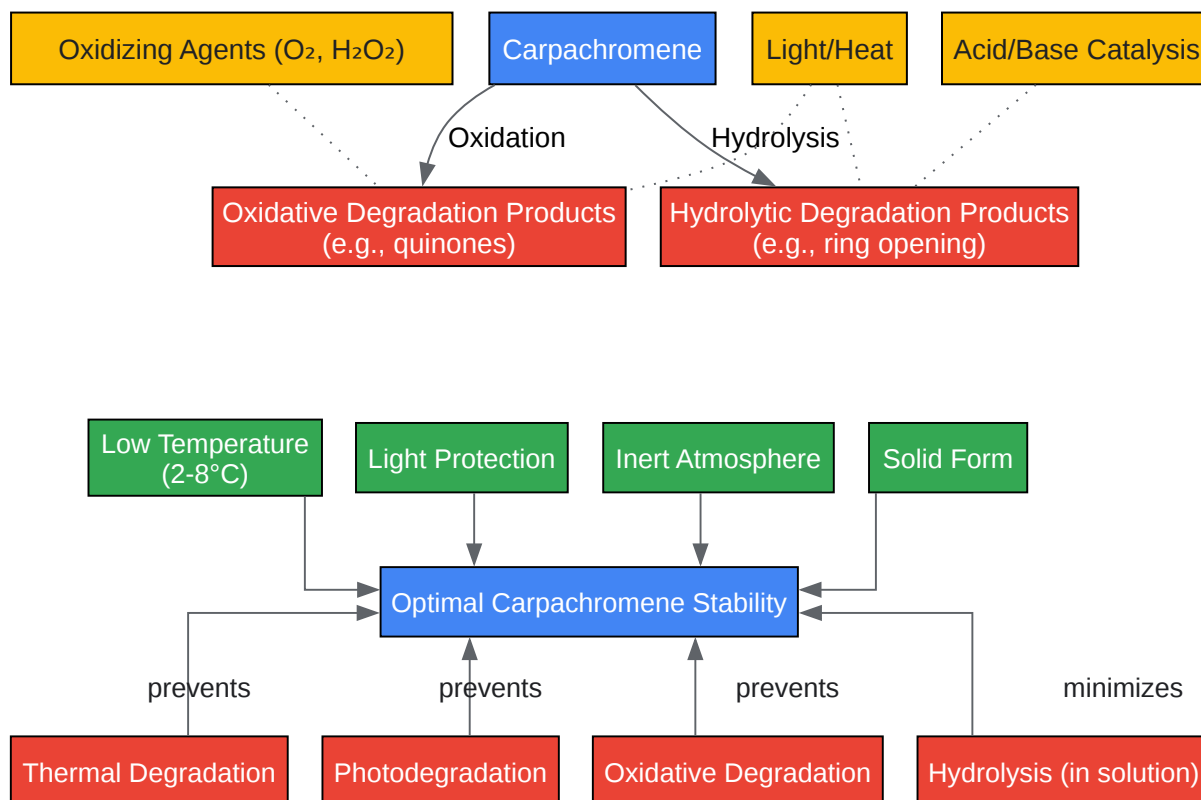 Oxidizing Agents (O₂, H₂O₂)
Carpachromene
Light/Heat
Acid/Base Catalysis
Oxidation
Hydrolysis
Oxidative Degradation Products
(e.g., quinones)
Hydrolytic Degradation Products
(e.g., ring opening)
Low Temperature
(2-8°C)
Light Protection
Inert Atmosphere
Solid Form
Optimal Carpachromene Stability
prevents
prevents
prevents
minimizes
Thermal Degradation
Photodegradation
Oxidative Degradation
Hydrolysis (in solution)